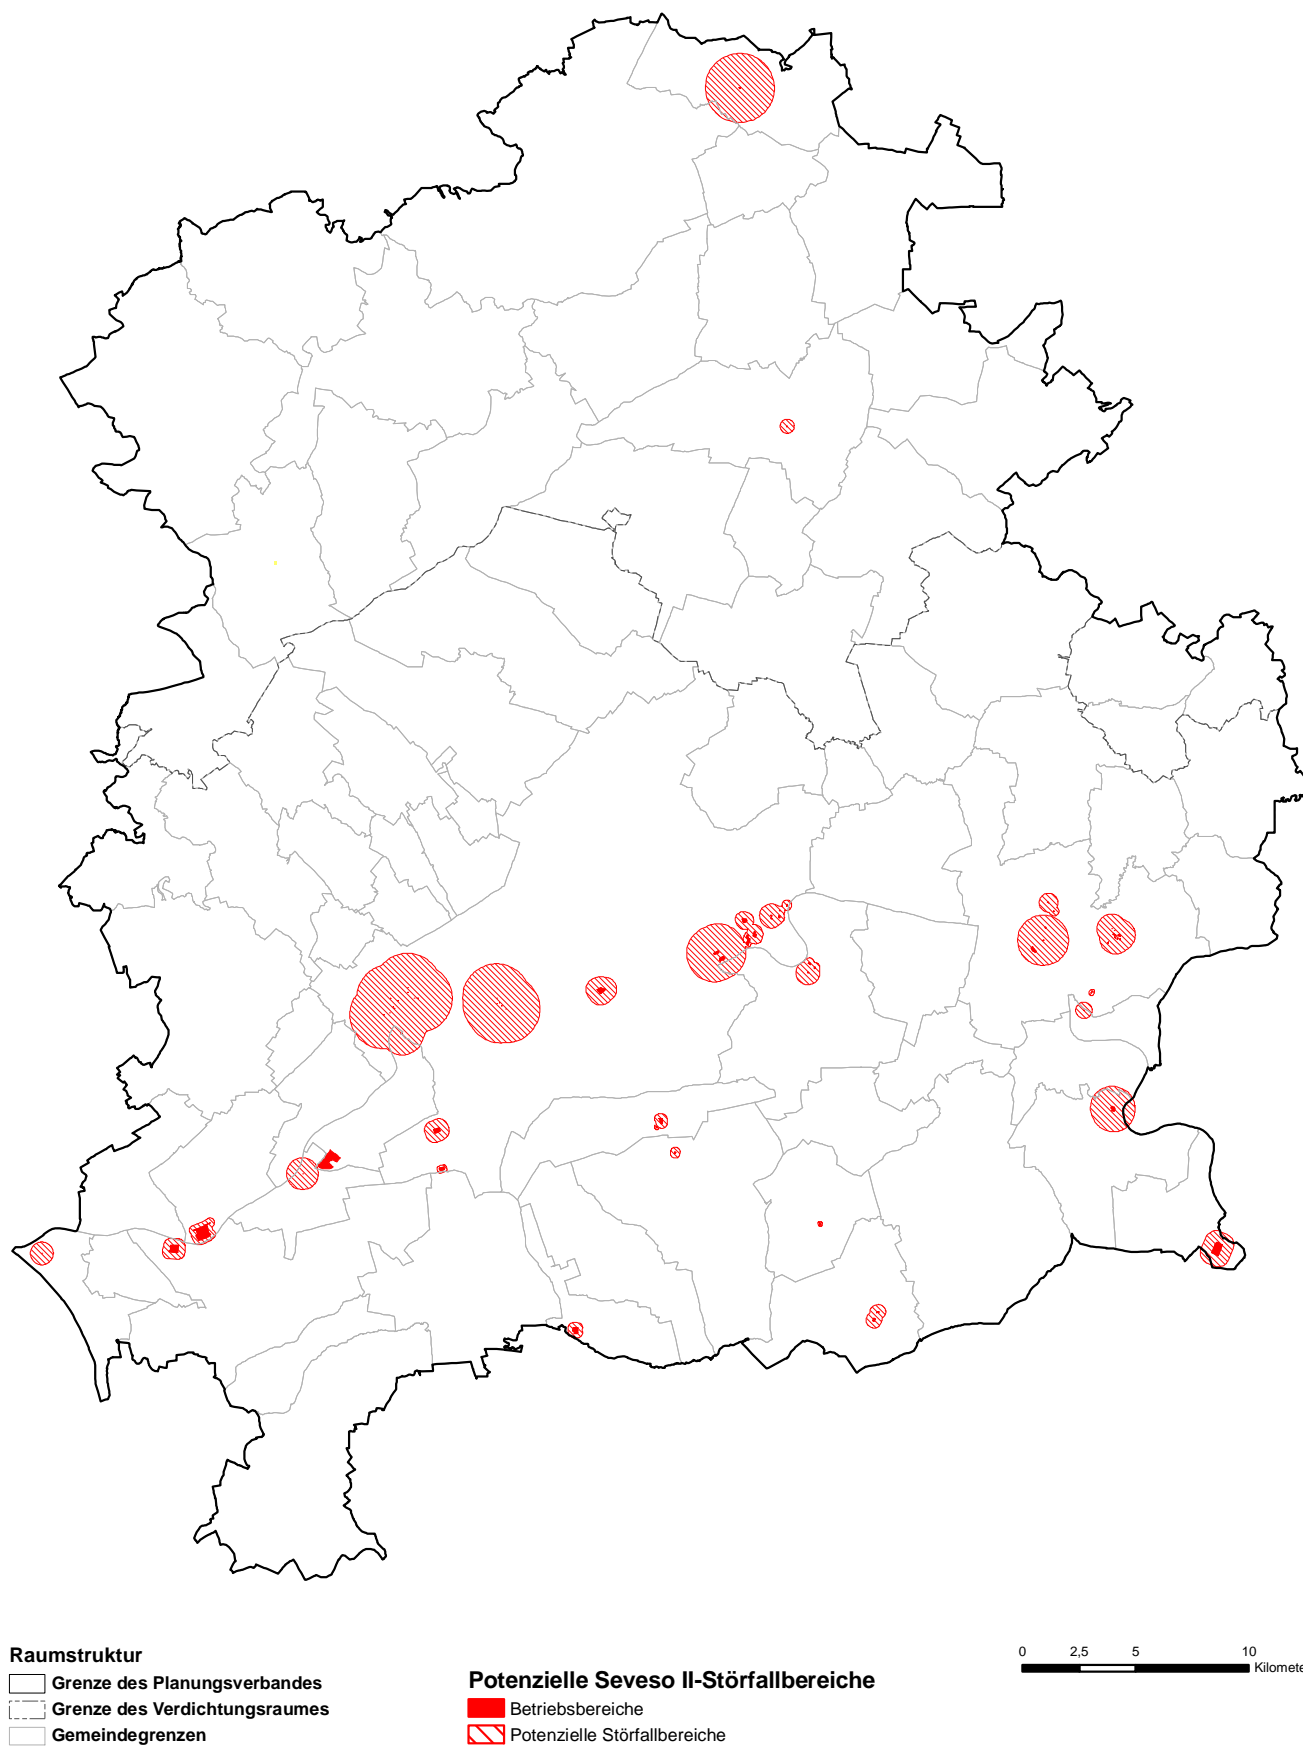 0 2,5 5 10
Kilomete
Raumstruktur
Grenze des Planungsverbandes
Grenze des Verdichtungsraumes
Gemeindegrenzen
Potenzielle Seveso II-Störfallbereiche
Betriebsbereiche
Potenzielle Störfallbereiche